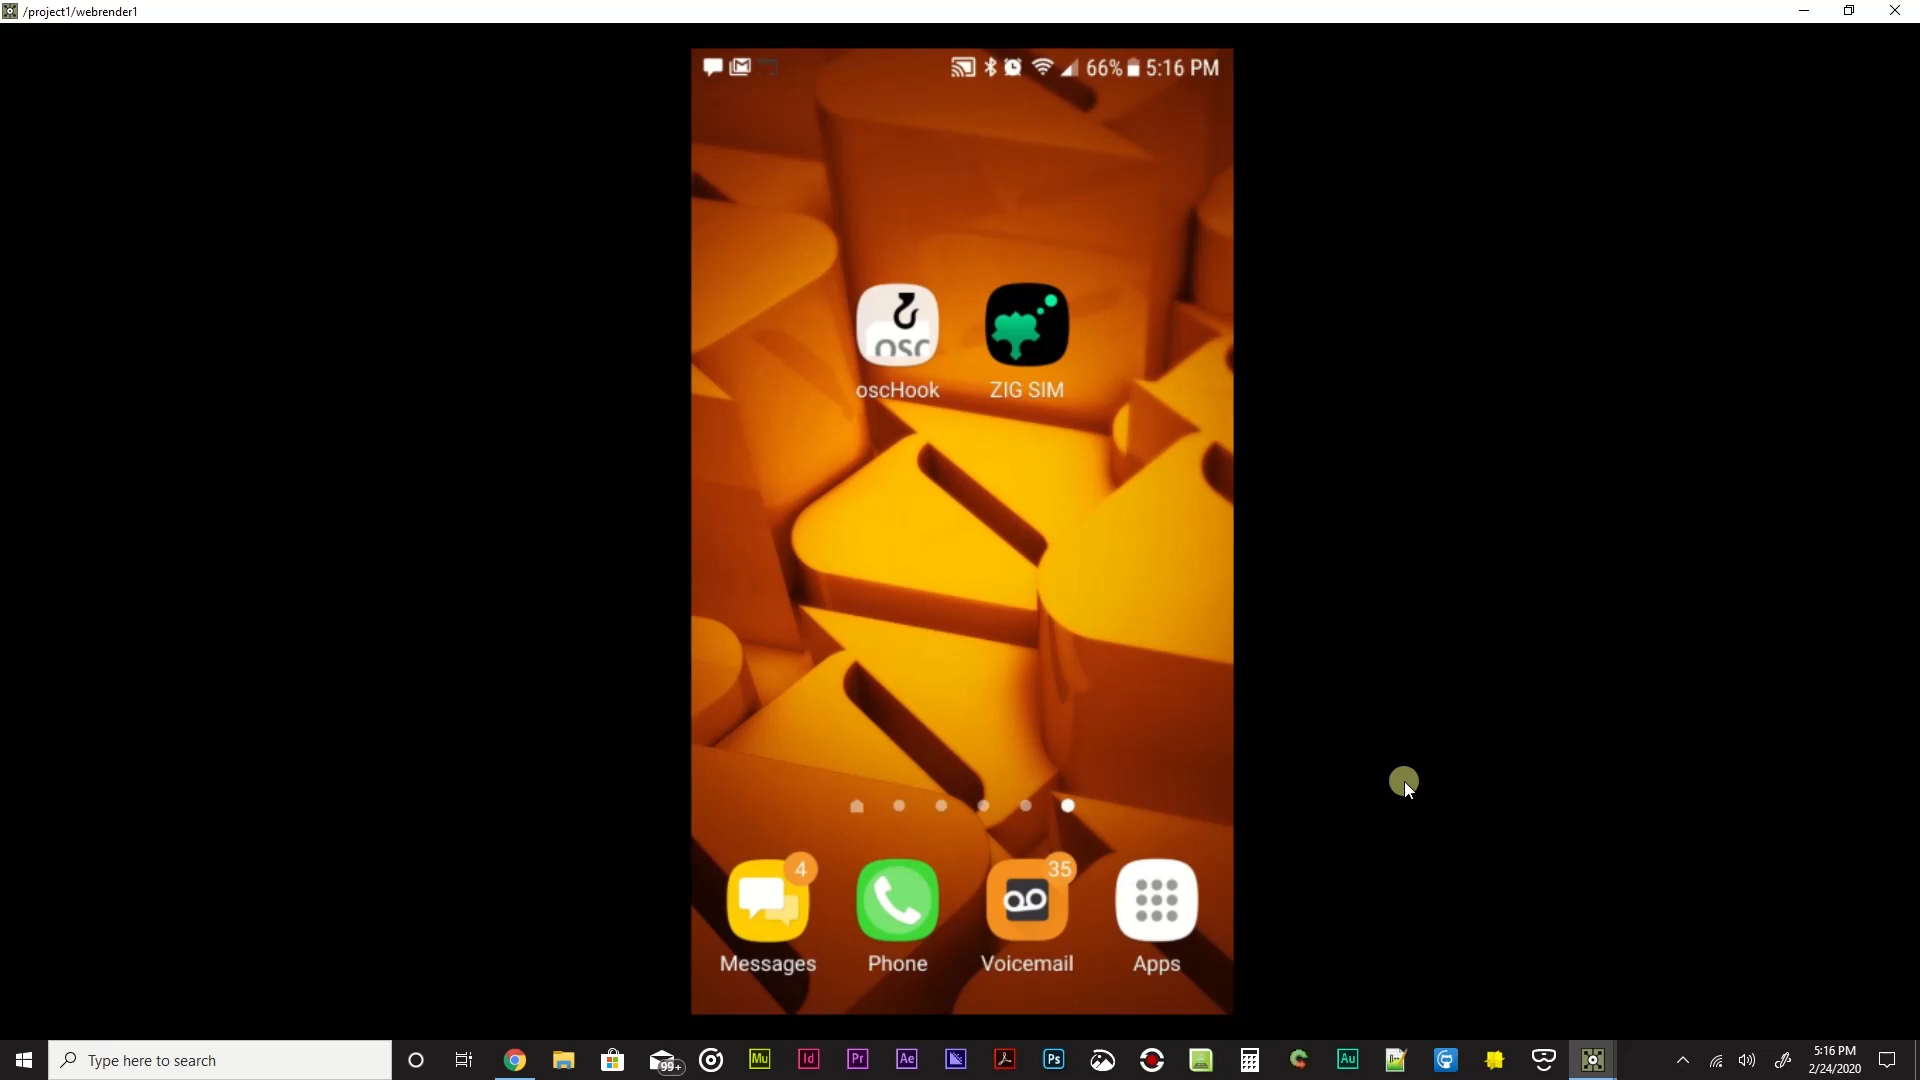 /project1/webrender1
66% 5:16 PM
osc
oscHook
ZIG SIM
4
35
Messages
Phone
Voicemail
Apps
Type here to search
99+
Mu
Id
Pr
Ae
Ps
Au
5:16 PM
2/24/2020